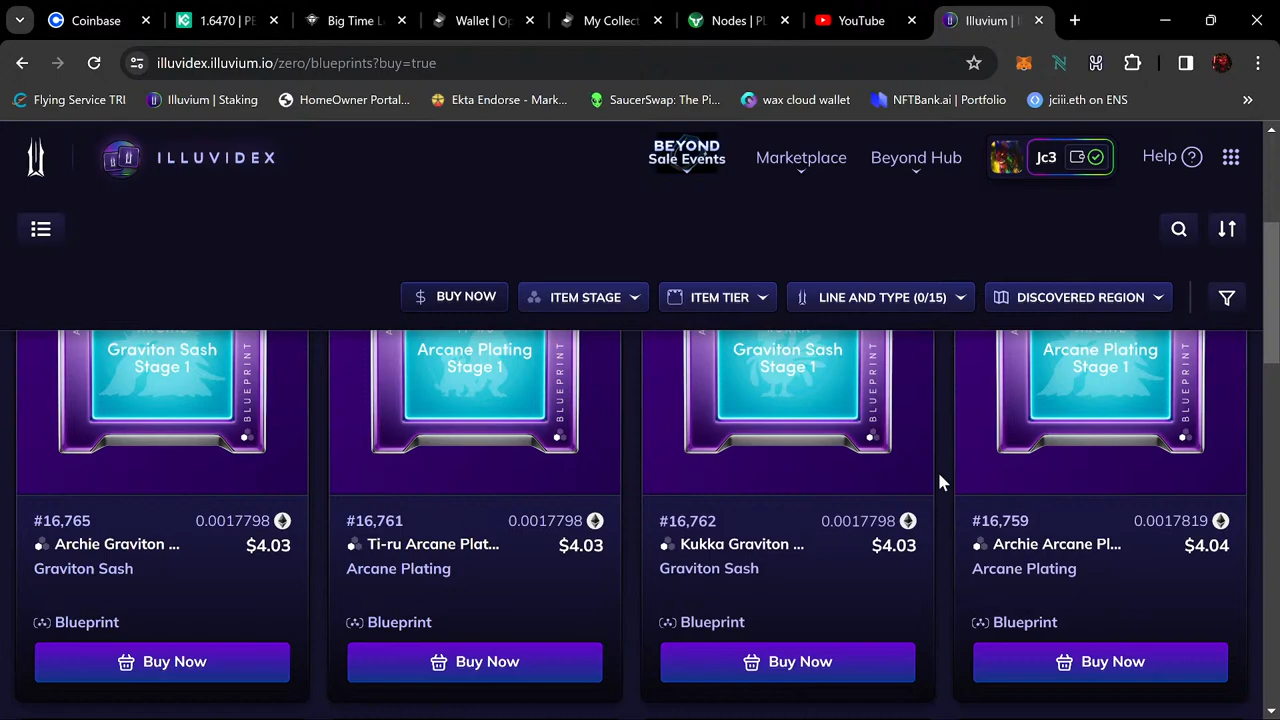 Coinbase
1.6470 | PE
Big Time L
Wallet | Op
My Collect
Nodes | PL
YouTube
Illuvium | I
illuvidex.illuvium.io/zero/blueprints?buy=true
Flying Service TRI
Illuvium | Staking
HomeOwner Portal...
Ekta Endorse - Mark...
SaucerSwap: The Pi...
wax cloud wallet
NFTBank.ai | Portfolio
jciii.eth on ENS
ILLUVIDEX
BEYOND
Sale Events
Marketplace
Beyond Hub
Jc3
Help
BUY NOW
ITEM STAGE
ITEM TIER
LINE AND TYPE (0/15)
DISCOVERED REGION
Graviton Sash
Stage 1
BLUEPRINT
Arcane Plating
Stage 1
BLUEPRINT
Graviton Sash
Stage 1
BLUEPRINT
Arcane Plating
Stage 1
BLUEPRINT
#16,765
0.0017798
Archie Graviton ...
$4.03
Graviton Sash
Blueprint
Buy Now
#16,761
0.0017798
Ti-ru Arcane Plat...
$4.03
Arcane Plating
Blueprint
Buy Now
#16,762
0.0017798
Kukka Graviton ...
$4.03
Graviton Sash
Blueprint
Buy Now
#16,759
0.0017819
Archie Arcane Pl...
$4.04
Arcane Plating
Blueprint
Buy Now